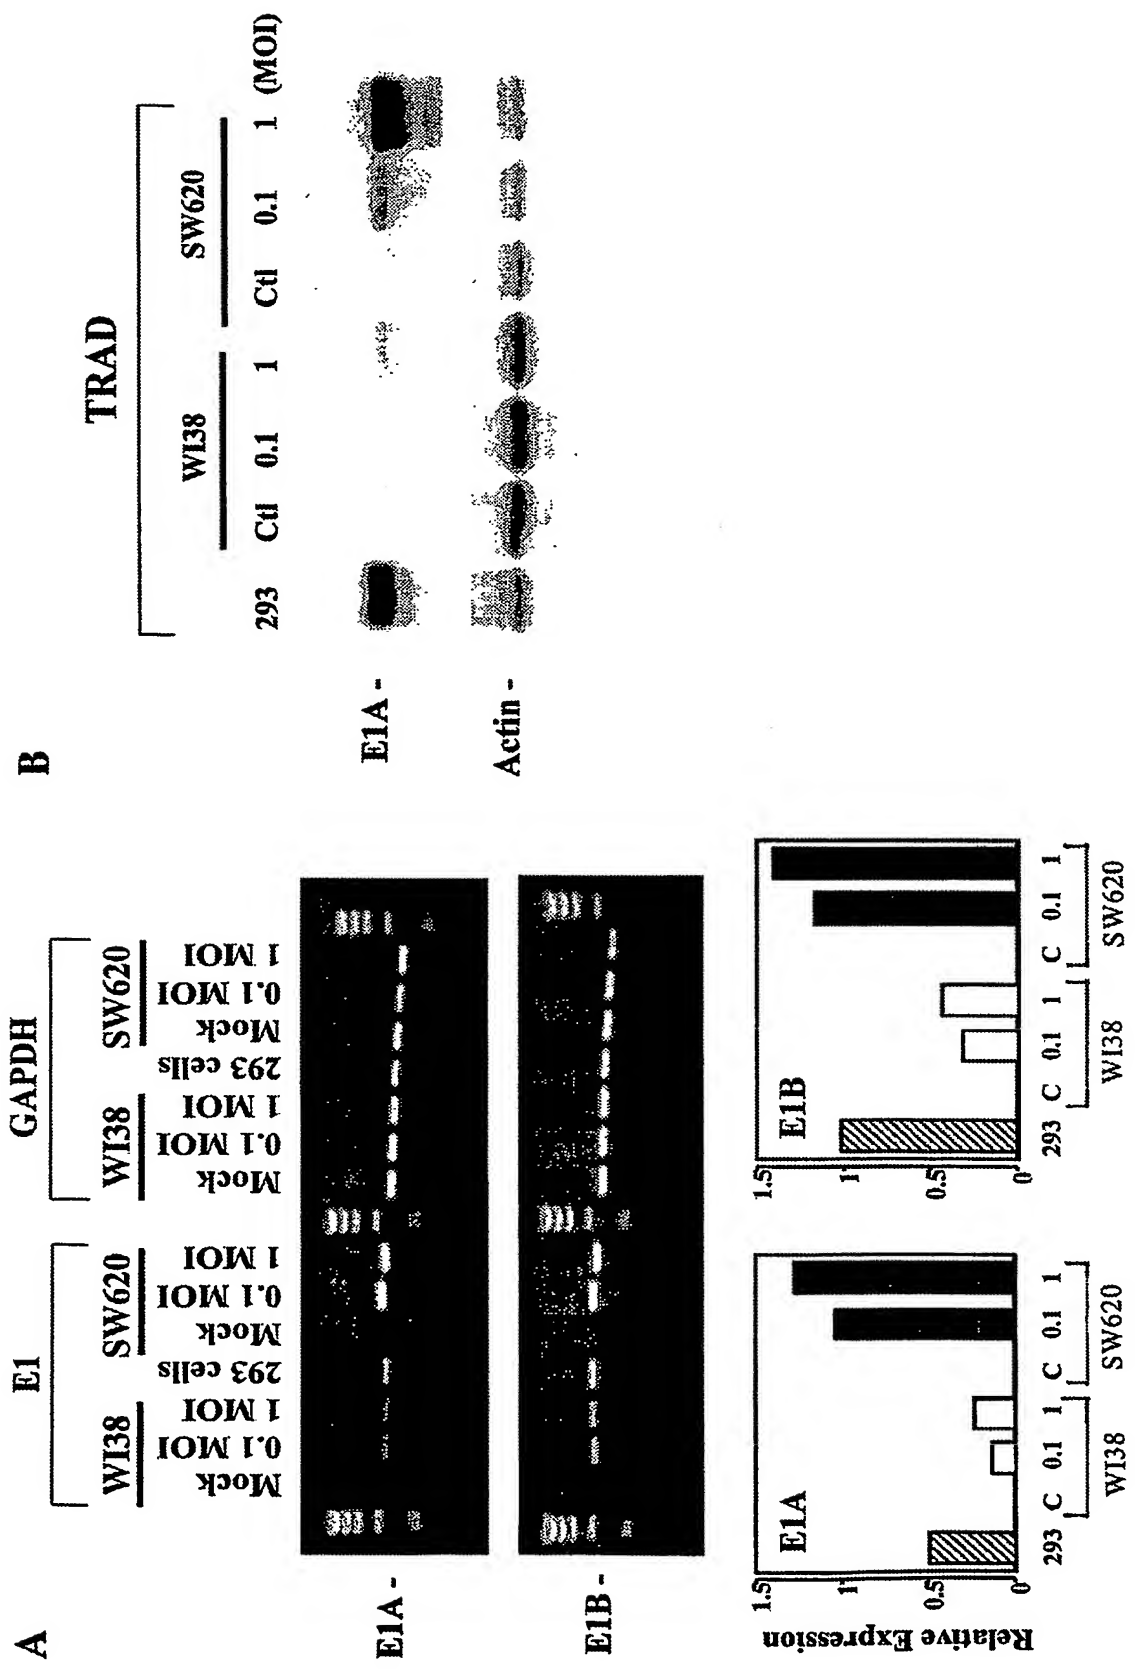 A
E1
GAPDH
WI38 SW620 WI38 SW620
Mock 0.1 MOI 1 MOI 293 cells Mock 0.1 MOI 1 MOI Mock 0.1 MOI 1 MOI 293 cells Mock 0.1 MOI 1 MOI
E1A -
E1B -
Relative Expression
1.5
1
0.5
0
E1A
293 C 0.1 1 C 0.1 1
WI38 SW620
1.5
1
0.5
0
E1B
293 C 0.1 1 C 0.1 1
WI38 SW620
B
TRAD
WI38 SW620
293 Ctl 0.1 1 Ctl 0.1 1 (MOI)
E1A -
Actin -